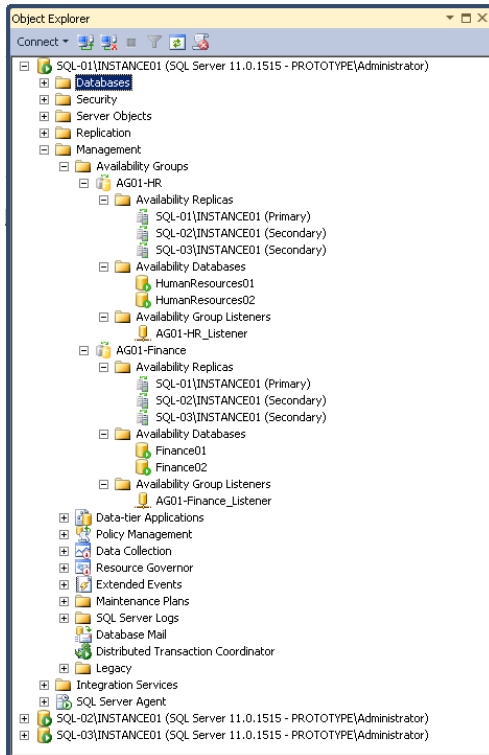 Object Explorer
Connect
SQL-01\INSTANCE01 (SQL Server 11.0.1515 - PROTOTYPE\Administrator)
Databases
Security
Server Objects
Replication
Management
Availability Groups
AG01-HR
Availability Replicas
SQL-01\INSTANCE01 (Primary)
SQL-02\INSTANCE01 (Secondary)
SQL-03\INSTANCE01 (Secondary)
Availability Databases
HumanResources01
HumanResources02
Availability Group Listeners
AG01-HR_Listener
AG01-Finance
Availability Replicas
SQL-01\INSTANCE01 (Primary)
SQL-02\INSTANCE01 (Secondary)
SQL-03\INSTANCE01 (Secondary)
Availability Databases
Finance01
Finance02
Availability Group Listeners
AG01-Finance_Listener
Data-tier Applications
Policy Management
Data Collection
Resource Governor
Extended Events
Maintenance Plans
SQL Server Logs
Database Mail
Distributed Transaction Coordinator
Legacy
Integration Services
SQL Server Agent
SQL-02\INSTANCE01 (SQL Server 11.0.1515 - PROTOTYPE\Administrator)
SQL-03\INSTANCE01 (SQL Server 11.0.1515 - PROTOTYPE\Administrator)